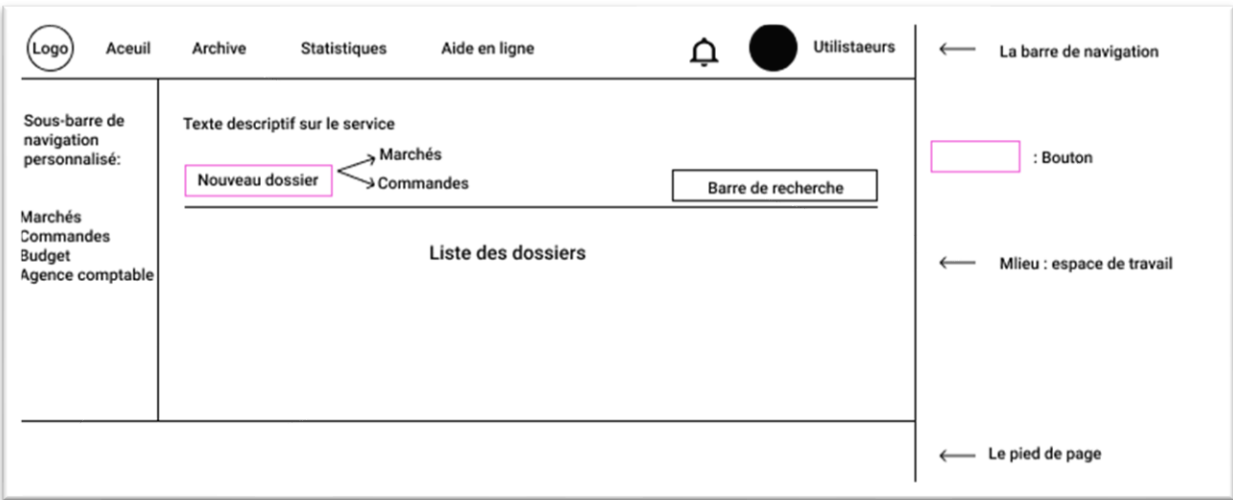 Logo
Aceuil
Archive
Statistiques
Aide en ligne
Utilistaeurs
La barre de navigation
Sous-barre de
navigation
personnalisé:
Texte descriptif sur le service
Marchés
Nouveau dossier
Commandes
Barre de recherche
: Bouton
Marchés
Commandes
Budget
Agence comptable
Liste des dossiers
Mlieu : espace de travail
Le pied de page